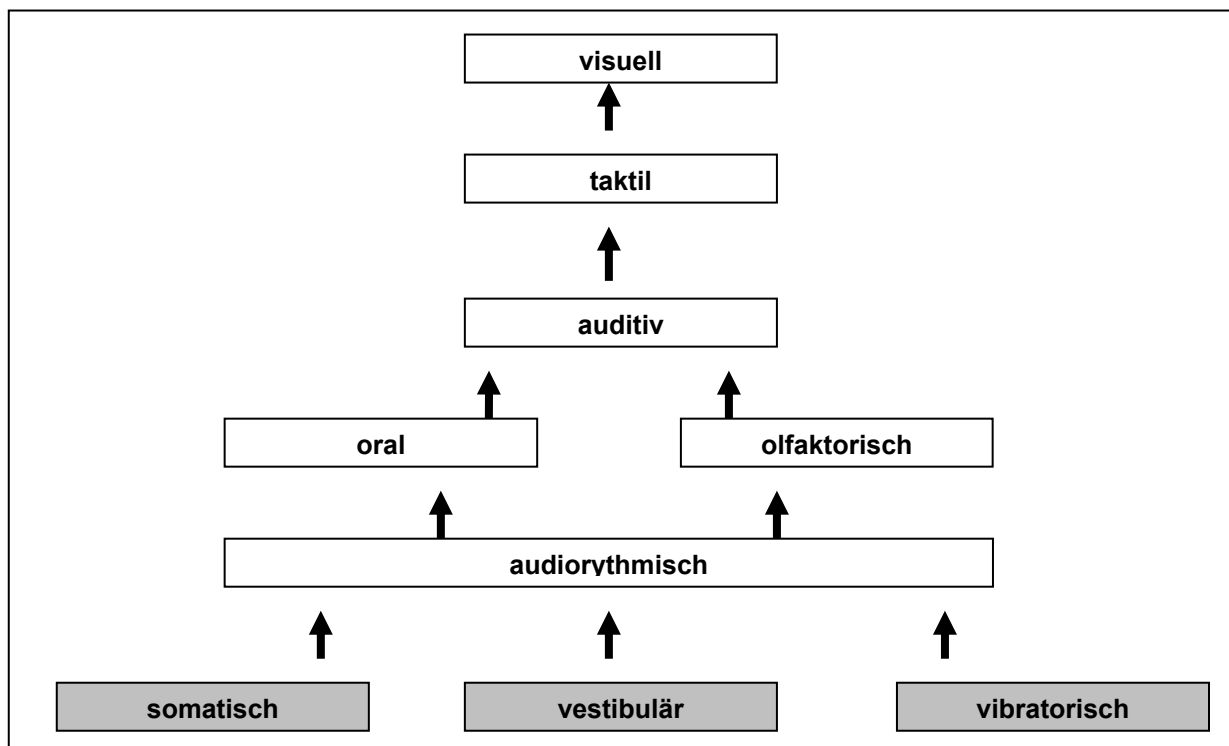 visuell
taktil
auditiv
oral
olfaktorisch
audiorythmisch
somatisch
vestibulär
vibratorisch